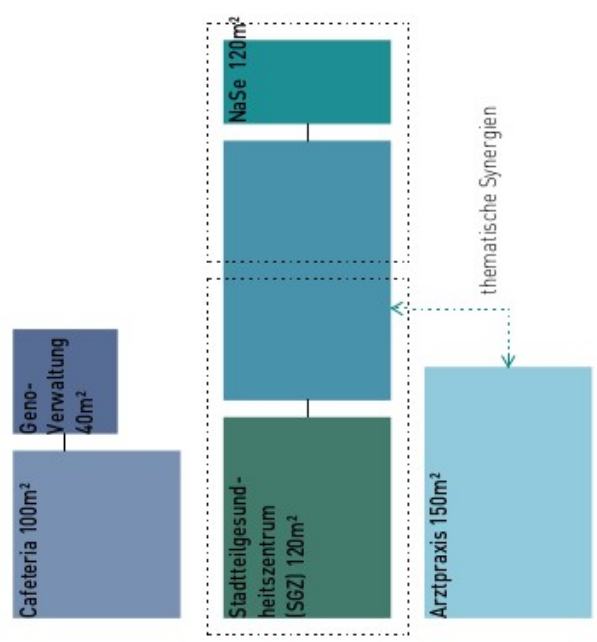 Cafeteria 100m²
Geno-
Verwaltung
40m²
Stadtteilgesund-
heitszentrum
(SGZ) 120m²
NaSe 120m²
Arztpraxis 150m²
thematische Synergien